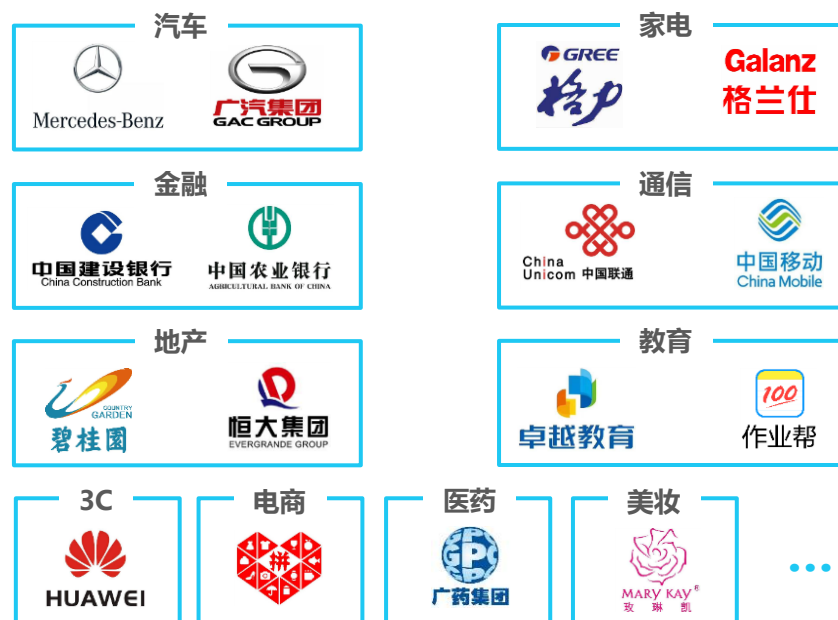 汽车
家电
Mercedes-Benz
广汽集团
GAC GROUP
GREE
格力
Galanz
格兰仕
金融
通信
中国建设银行
China Construction Bank
中国农业银行
AGRICULTURAL BANK OF CHINA
China
Unicom 中国联通
中国移动
China Mobile
地产
教育
COUNTRY
GARDEN
碧桂園
恒大集团
EVERGRANDE GROUP
卓越教育
100
作业帮
3C
电商
医药
美妆
HUAWEI
拼
GPC
广药集团
MARY KAY®
玫琳凯
...